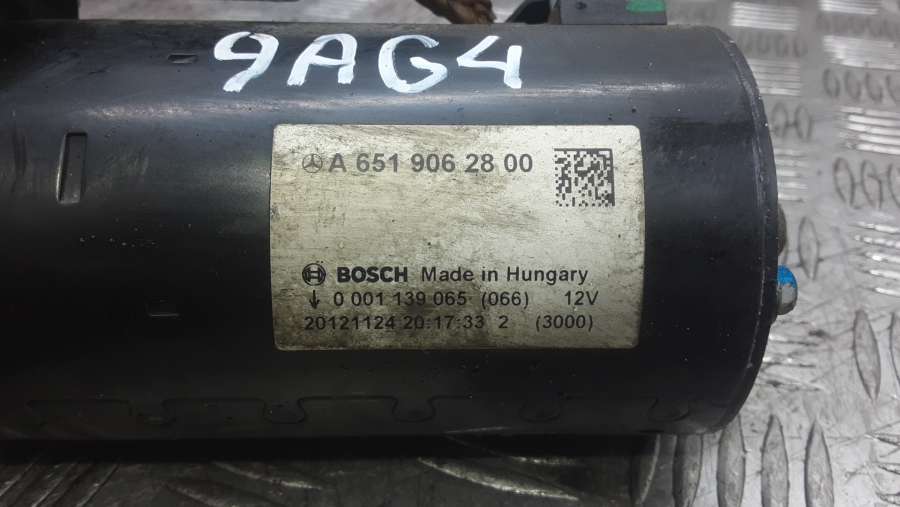 9AG4
A 651 906 28 00
BOSCH Made in Hungary
0 001 139 065 (066) 12V
20121124 20:17:33 2 (3000)